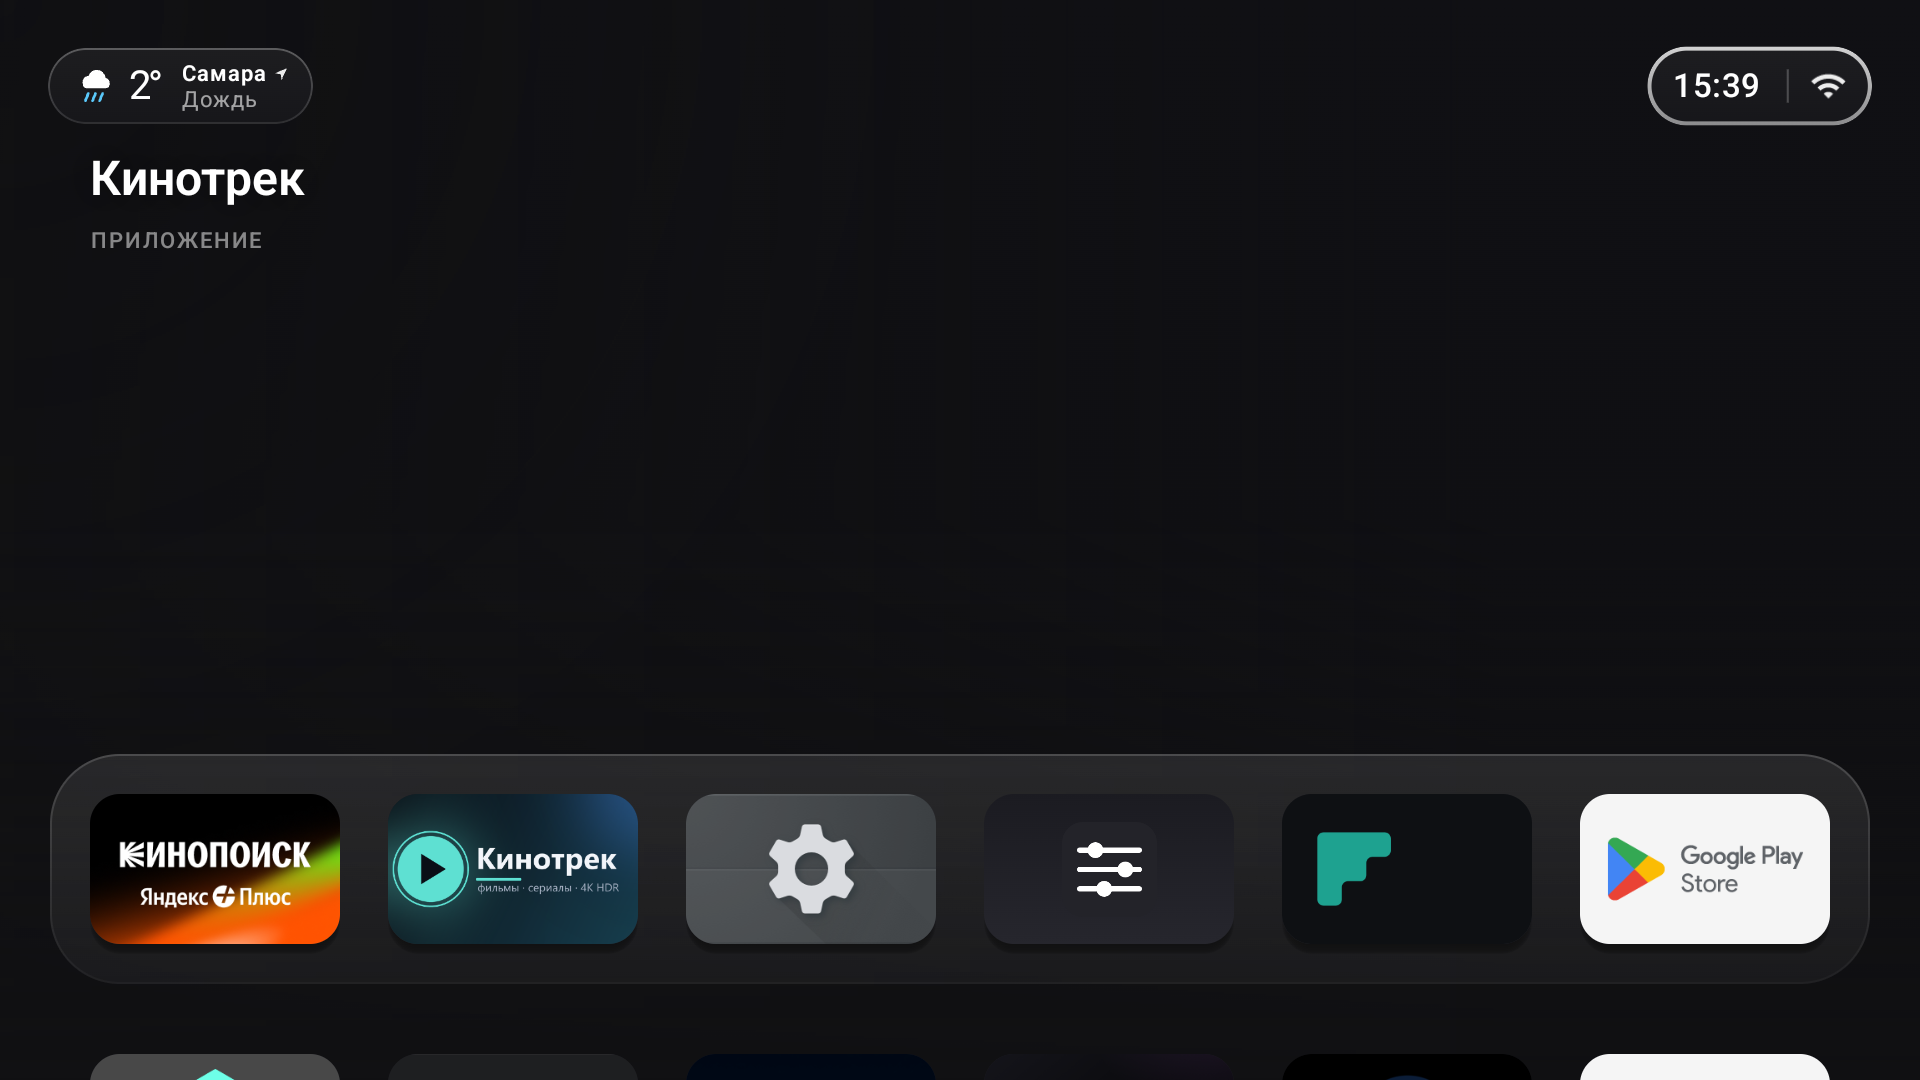 2° Самара
Дождь
15:39
Кинотрек
ПРИЛОЖЕНИЕ
КИНОПОИСК
Яндекс Плюс
Кинотрек
фильмы · сериалы · 4K HDR
Google Play
Store